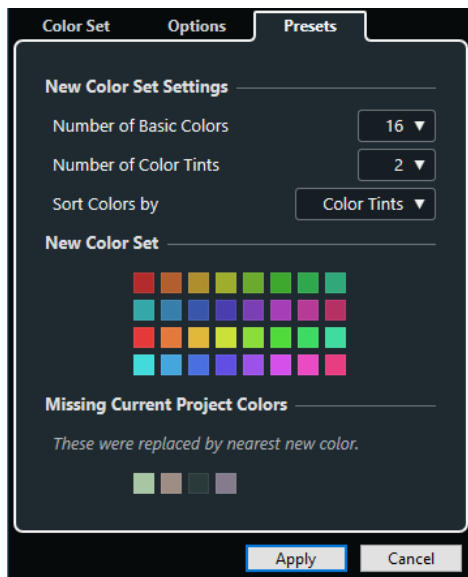 Color Set Options Presets
New Color Set Settings
Number of Basic Colors 16
Number of Color Tints 2
Sort Colors by Color Tints
New Color Set
Missing Current Project Colors
These were replaced by nearest new color.
Apply Cancel